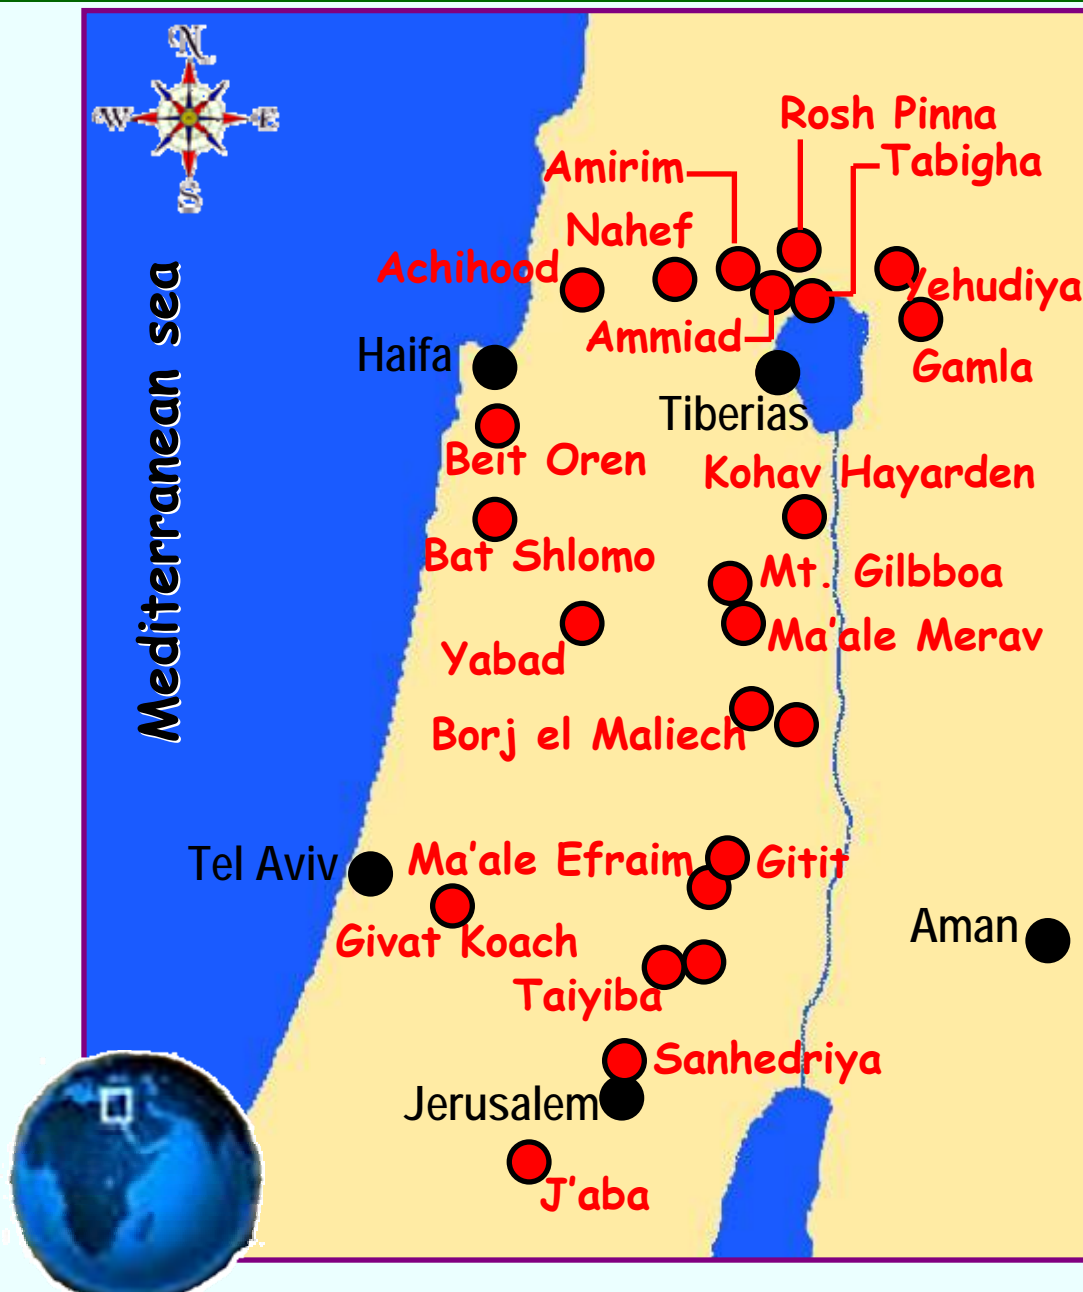 N
W
E
S
Rosh Pinna
Tabigha
Amirim
Nahef
Achihood
Yehudiya
Ammiad
Haifa
Gamla
Tiberias
Beit Oren
Kohav Hayarden
Bat Shlomo
Mt. Gilbboa
Ma'ale Merav
Yabad
Mediterranean sea
Borj el Maliech
Tel Aviv
Ma'ale Efraim
Gitit
Givat Koach
Aman
Taiyiba
Sanhedriya
Jerusalem
J'aba